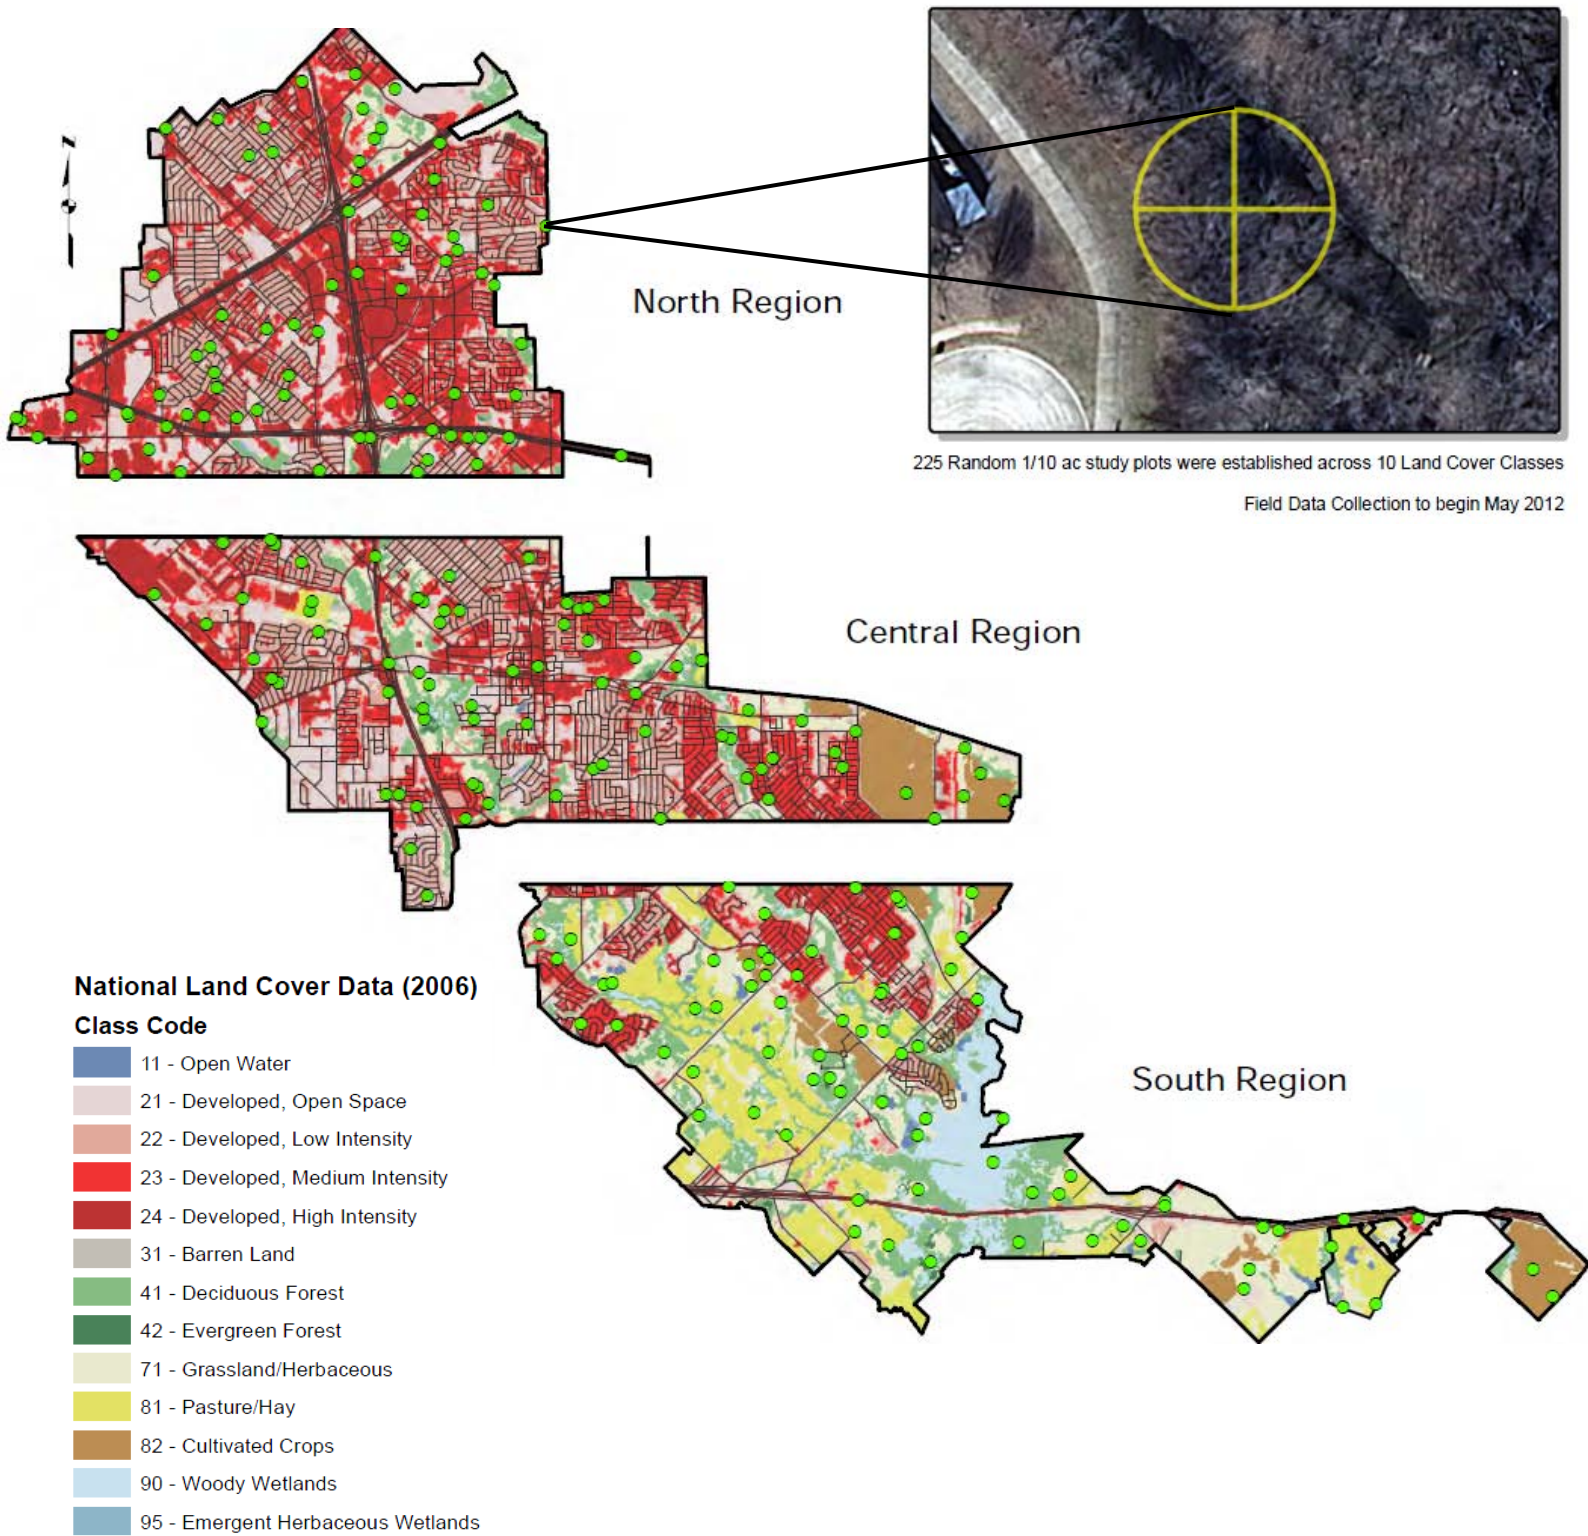 N
North Region
225 Random 1/10 ac study plots were established across 10 Land Cover Classes
Field Data Collection to begin May 2012
Central Region
South Region
National Land Cover Data (2006)
Class Code
11 - Open Water
21 - Developed, Open Space
22 - Developed, Low Intensity
23 - Developed, Medium Intensity
24 - Developed, High Intensity
31 - Barren Land
41 - Deciduous Forest
42 - Evergreen Forest
71 - Grassland/Herbaceous
81 - Pasture/Hay
82 - Cultivated Crops
90 - Woody Wetlands
95 - Emergent Herbaceous Wetlands